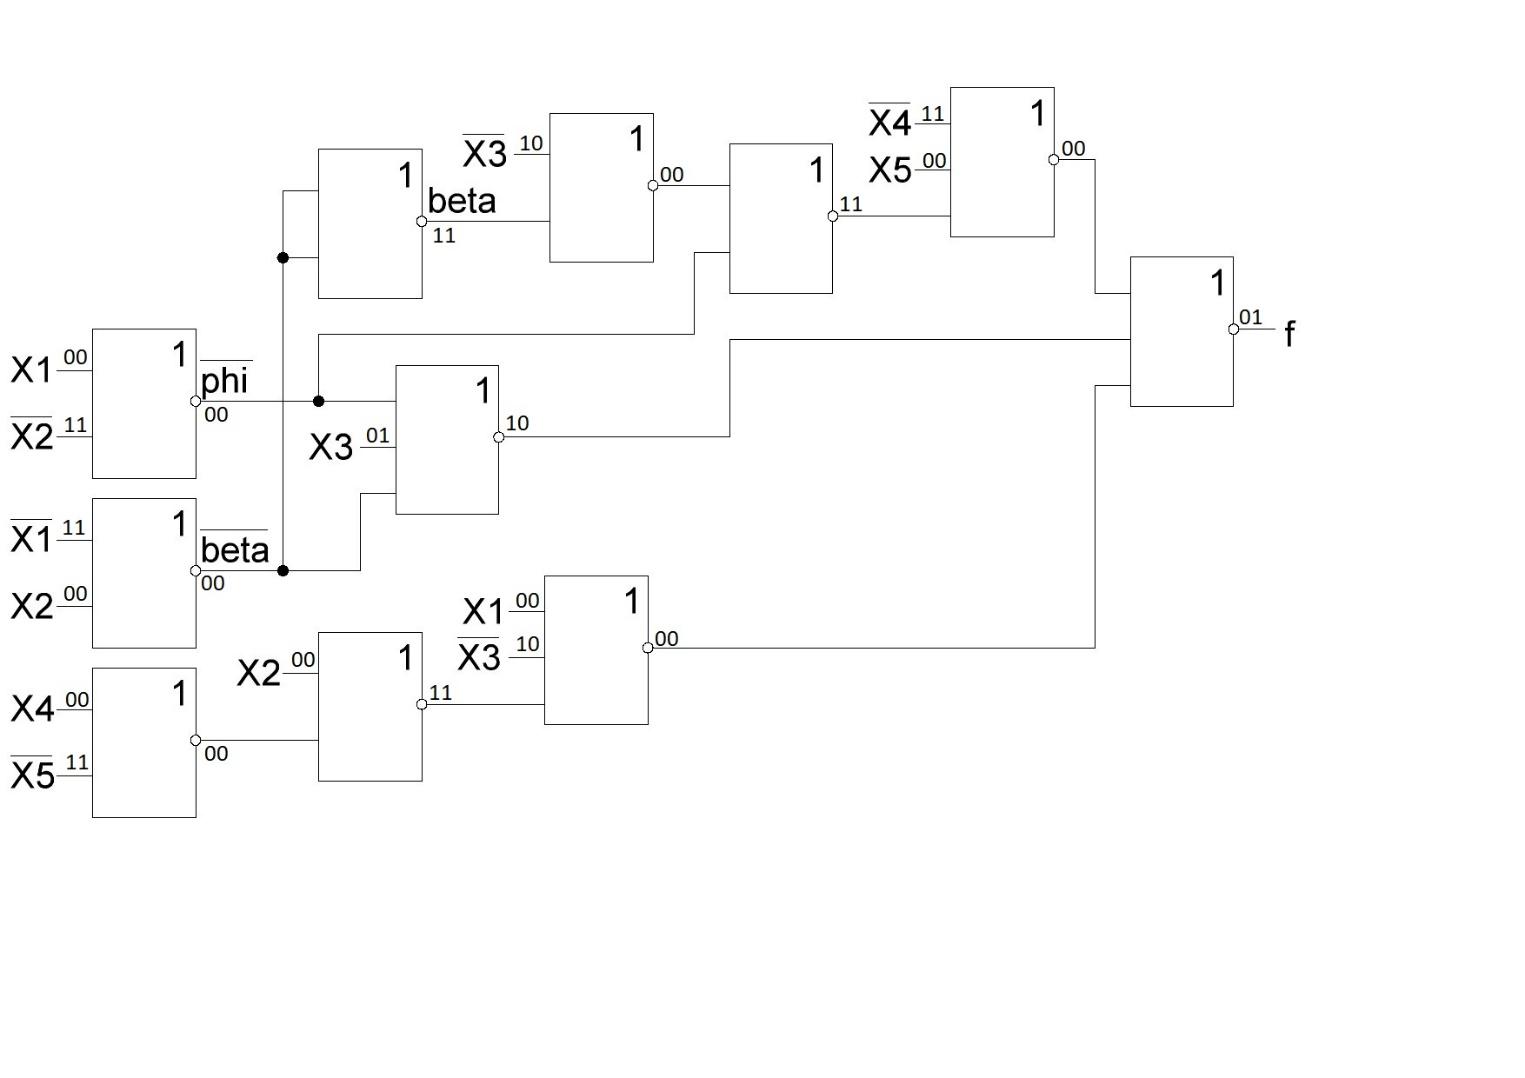 X4 11 1
X3 10 1 00
1 1
X5 00
00
beta
11
11
1
01 f
X1 00 1
phi
00
1
10
X2 11
X3 01
X1 11 1
beta
00
X2 00
X1 00 1
X2 00 1
X3 10
00
X4 00 1
11
00
X5 11